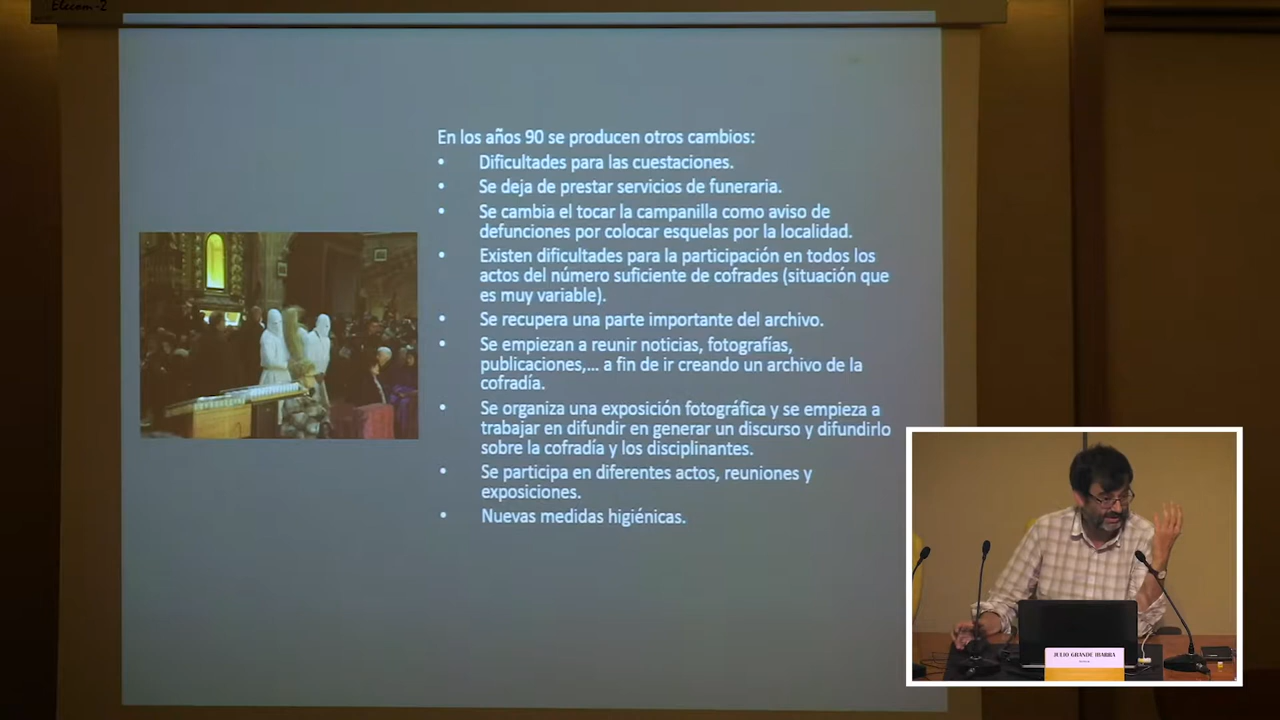 Elecam-2
En los años 90 se producen otros cambios:
• Dificultades para las cuestaciones.
• Se deja de prestar servicios de funeraria.
• Se cambia el tocar la campanilla como aviso de
defunciones por colocar esquelas por la localidad.
• Existen dificultades para la participación en todos los
actos del número suficiente de cofrades (situación que
es muy variable).
• Se recupera una parte importante del archivo.
• Se empiezan a reunir noticias, fotografías,
publicaciones,... a fin de ir creando un archivo de la
cofradía.
• Se organiza una exposición fotográfica y se empieza a
trabajar en difundir en generar un discurso y difundirlo
sobre la cofradía y los disciplinantes.
• Se participa en diferentes actos, reuniones y
exposiciones.
• Nuevas medidas higiénicas.
JULIO GRANDE IBARRA